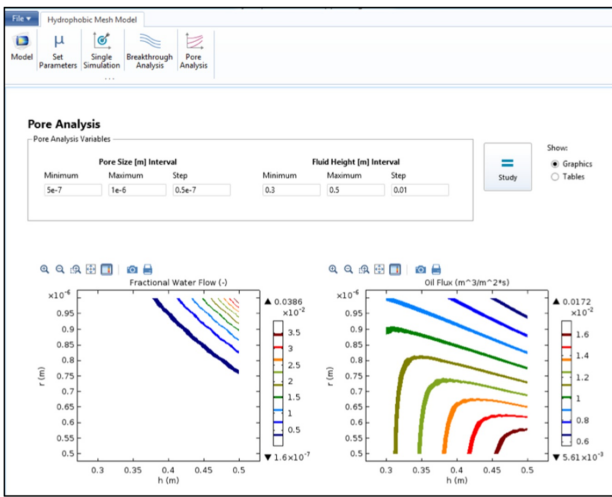 File
Hydrophobic Mesh Model
Model
Set Parameters
Single Simulation
Breakthrough Analysis
Pore Analysis
...
Pore Analysis
Pore Analysis Variables
Pore Size [m] Interval
Minimum Maximum Step
5e-7 1e-6 0.5e-7
Fluid Height [m] Interval
Minimum Maximum Step
0.3 0.5 0.01
=
Study
Show:
Graphics
Tables
Fractional Water Flow (-)
×10⁻⁶
0.95
0.9
0.85
0.8
0.75
0.7
0.65
0.6
0.55
0.5
r (m)
0.3 0.35 0.4 0.45 0.5
h (m)
▲ 0.0386
×10⁻²
3.5
3
2.5
2
1.5
1
0.5
▼ 1.6×10⁻⁷
Oil Flux (m^3/m^2*s)
×10⁻⁶
0.95
0.9
0.85
0.8
0.75
0.7
0.65
0.6
0.55
0.5
r (m)
0.3 0.35 0.4 0.45 0.5
h (m)
▲ 0.0172
×10⁻²
1.6
1.4
1.2
1
0.8
0.6
▼ 5.61×10⁻³